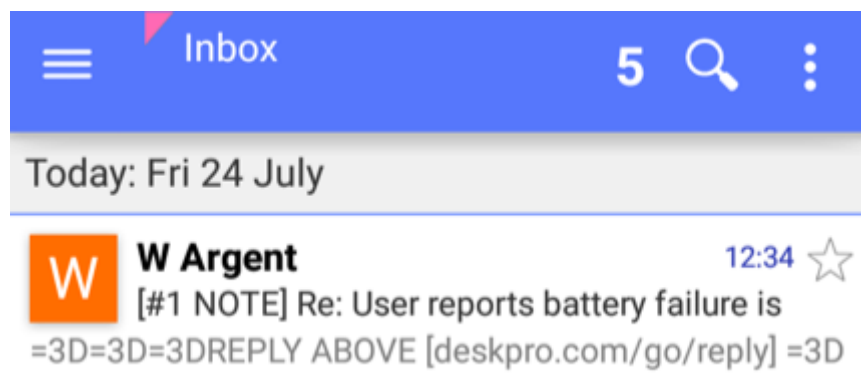 Inbox
5
Today: Fri 24 July
W
W Argent
12:34
[#1 NOTE] Re: User reports battery failure is
=3D=3D=3DREPLY ABOVE [deskpro.com/go/reply] =3D